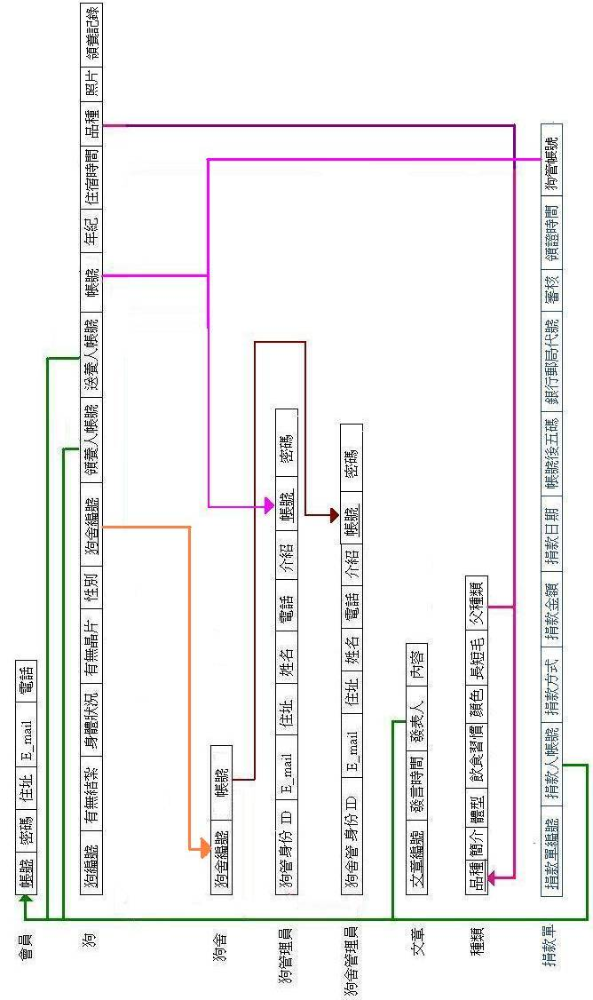 會員
帳號 密碼 住址 E_mail 電話
狗
狗編號 有無結紮 身體狀況 有無晶片 性別 狗舍編號 領養人帳號 送養人帳號 帳號 年紀 住宿時間 品種 照片 領養記錄
狗舍
狗舍編號 帳號
狗管理員
狗管身份 ID E_mail 住址 姓名 電話 介紹 帳號 密碼
狗舍管理員
狗舍管 身份 ID E_mail 住址 姓名 電話 介紹 帳號 密碼
文章
文章編號 發言時間 發表人 內容
種類
品種 簡介 體型 飲食習慣 顏色 長短毛 父種類
捐款單
捐款單編號 捐款人帳號 捐款方式 捐款金額 捐款日期 帳號後五碼 銀行郵局代號 審核 領證時間 狗管帳號